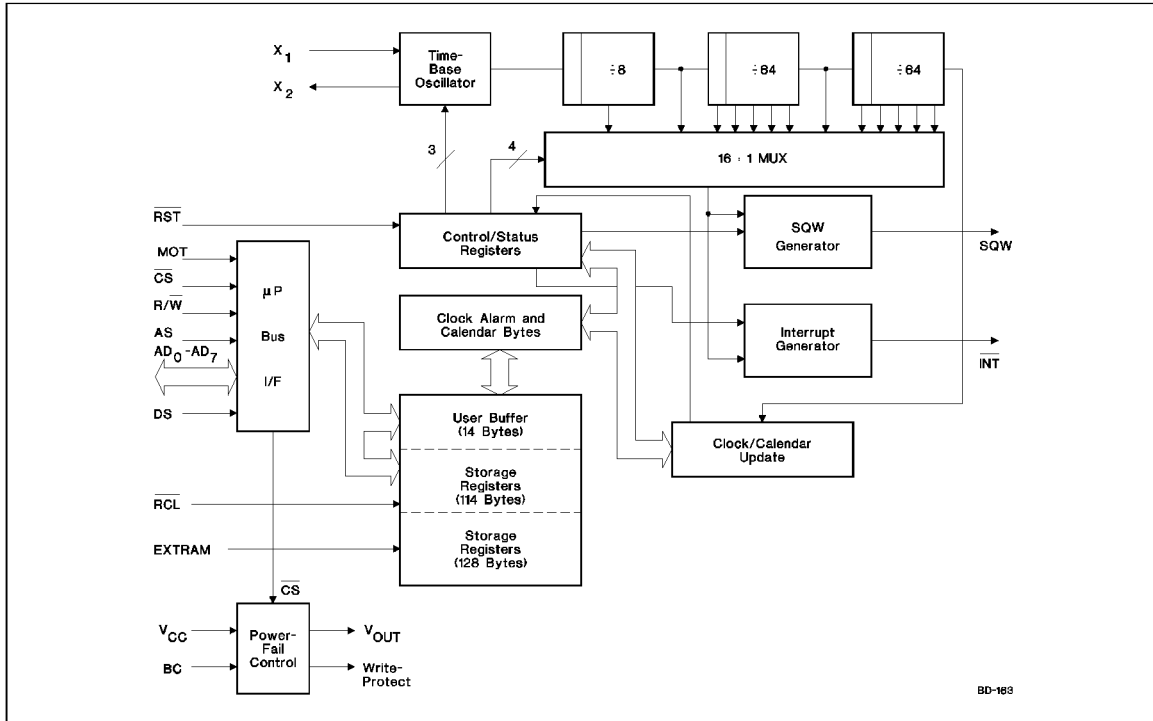 X1
X2
Time-
Base
Oscillator
÷8
÷64
÷64
3
4
16 : 1 MUX
RST
Control/Status
Registers
SQW
Generator
SQW
MOT
CS
R/W
AS
AD0-AD7
DS
µP
Bus
I/F
Clock Alarm and
Calendar Bytes
Interrupt
Generator
INT
User Buffer
(14 Bytes)
Clock/Calendar
Update
Storage
Registers
(114 Bytes)
RCL
Storage
Registers
(128 Bytes)
EXTRAM
CS
VCC
BC
Power-
Fail
Control
VOUT
Write-
Protect
BD-163